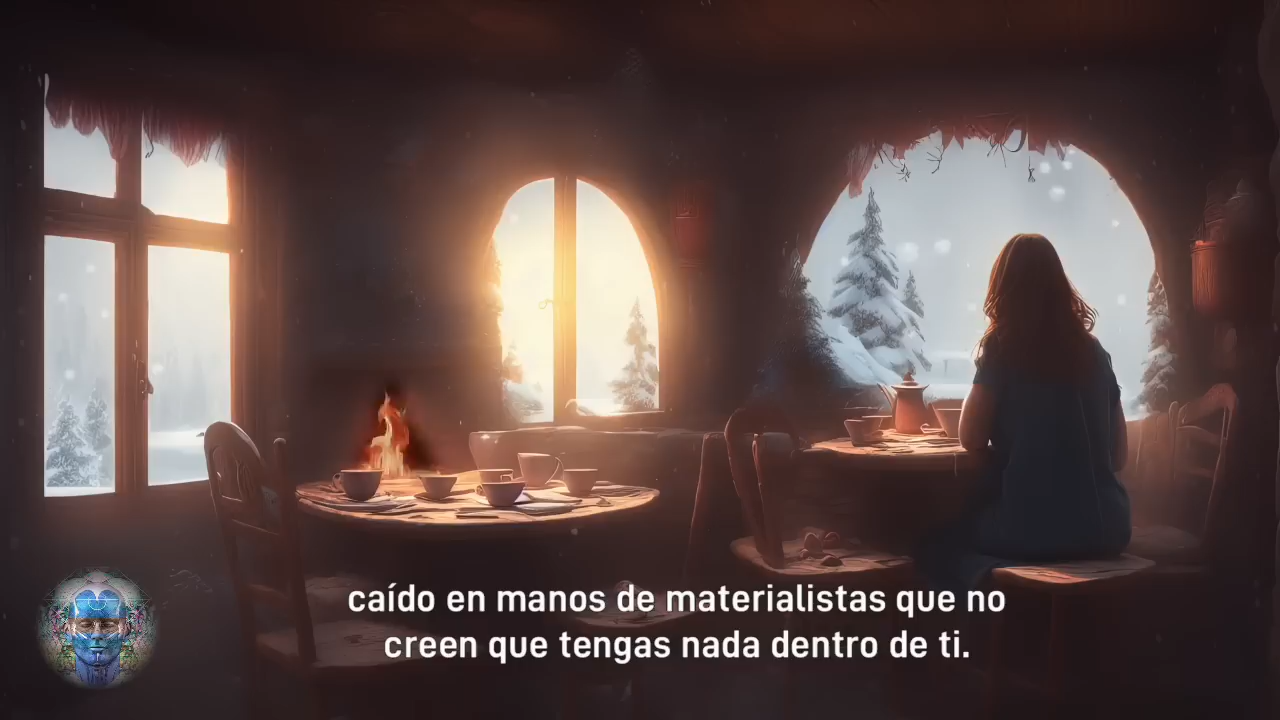 caído en manos de materialistas que no
creen que tengas nada dentro de ti.